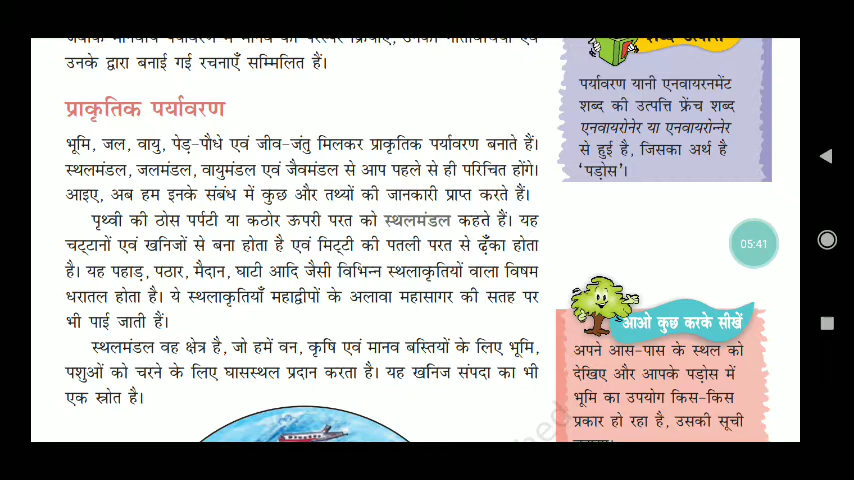 उनके द्वारा बनाई गई रचनाएँ सम्मिलित हैं।
प्राकृतिक पर्यावरण
भूमि, जल, वायु, पेड़-पौधे एवं जीव-जंतु मिलकर प्राकृतिक पर्यावरण बनाते हैं।
स्थलमंडल, जलमंडल, वायुमंडल एवं जैवमंडल से आप पहले से ही परिचित होंगे।
आइए, अब हम इनके संबंध में कुछ और तथ्यों की जानकारी प्राप्त करते हैं।
पृथ्वी की ठोस पर्पटी या कठोर ऊपरी परत को स्थलमंडल कहते हैं। यह
चट्टानों एवं खनिजों से बना होता है एवं मिट्टी की पतली परत से ढ़ँका होता
है। यह पहाड़, पठार, मैदान, घाटी आदि जैसी विभिन्न स्थलाकृतियों वाला विषम
धरातल होता है। ये स्थलाकृतियाँ महाद्वीपों के अलावा महासागर की सतह पर
भी पाई जाती हैं।
स्थलमंडल वह क्षेत्र है, जो हमें वन, कृषि एवं मानव बस्तियों के लिए भूमि,
पशुओं को चरने के लिए घासस्थल प्रदान करता है। यह खनिज संपदा का भी
एक स्रोत है।
पर्यावरण यानी एनवायरनमेंट
शब्द की उत्पत्ति फ्रेंच शब्द
एनवायरोनेर या एनवायरोन्नेर
से हुई है, जिसका अर्थ है
'पड़ोस'।
05:41
आओ कुछ करके सीखें
अपने आस-पास के स्थल को
देखिए और आपके पड़ोस में
भूमि का उपयोग किस-किस
प्रकार हो रहा है, उसकी सूची